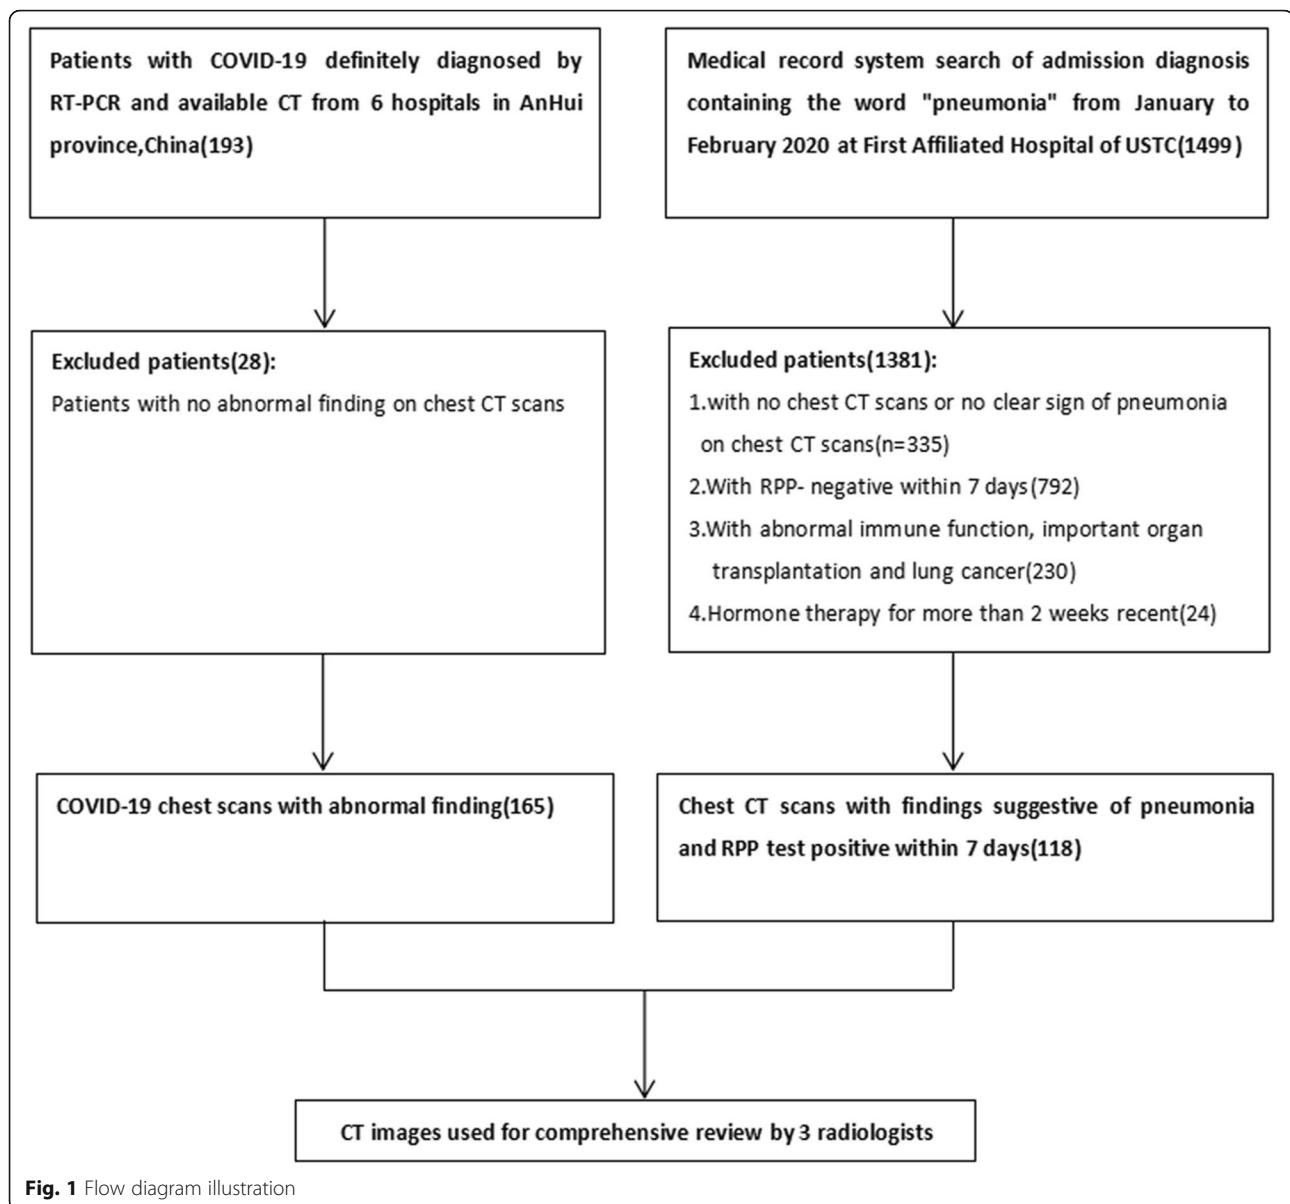 Patients with COVID-19 definitely diagnosed by
RT-PCR and available CT from 6 hospitals in AnHui
province,China(193)
Medical record system search of admission diagnosis
containing the word "pneumonia" from January to
February 2020 at First Affiliated Hospital of USTC(1499)
Excluded patients(28):
Patients with no abnormal finding on chest CT scans
Excluded patients(1381):
1.with no chest CT scans or no clear sign of pneumonia
on chest CT scans(n=335)
2.With RPP- negative within 7 days(792)
3.With abnormal immune function, important organ
transplantation and lung cancer(230)
4.Hormone therapy for more than 2 weeks recent(24)
COVID-19 chest scans with abnormal finding(165)
Chest CT scans with findings suggestive of pneumonia
and RPP test positive within 7 days(118)
CT images used for comprehensive review by 3 radiologists
Fig. 1 Flow diagram illustration